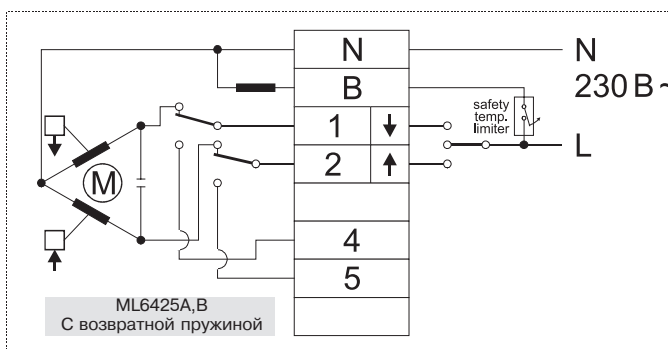 N N
B 230 В ~
safety
temp.
limiter
1
2 L
M
4
5
ML6425A,B
С возвратной пружиной